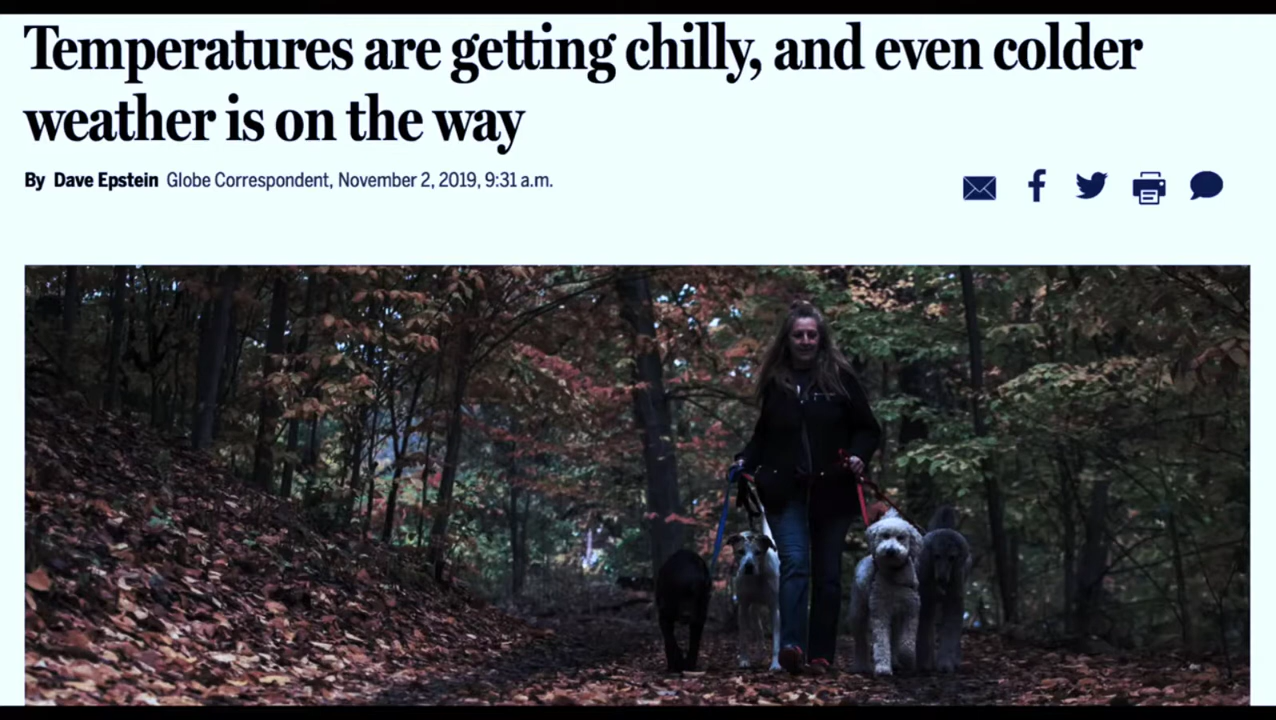 Temperatures are getting chilly, and even colder
weather is on the way
By Dave Epstein Globe Correspondent, November 2, 2019, 9:31 a.m.